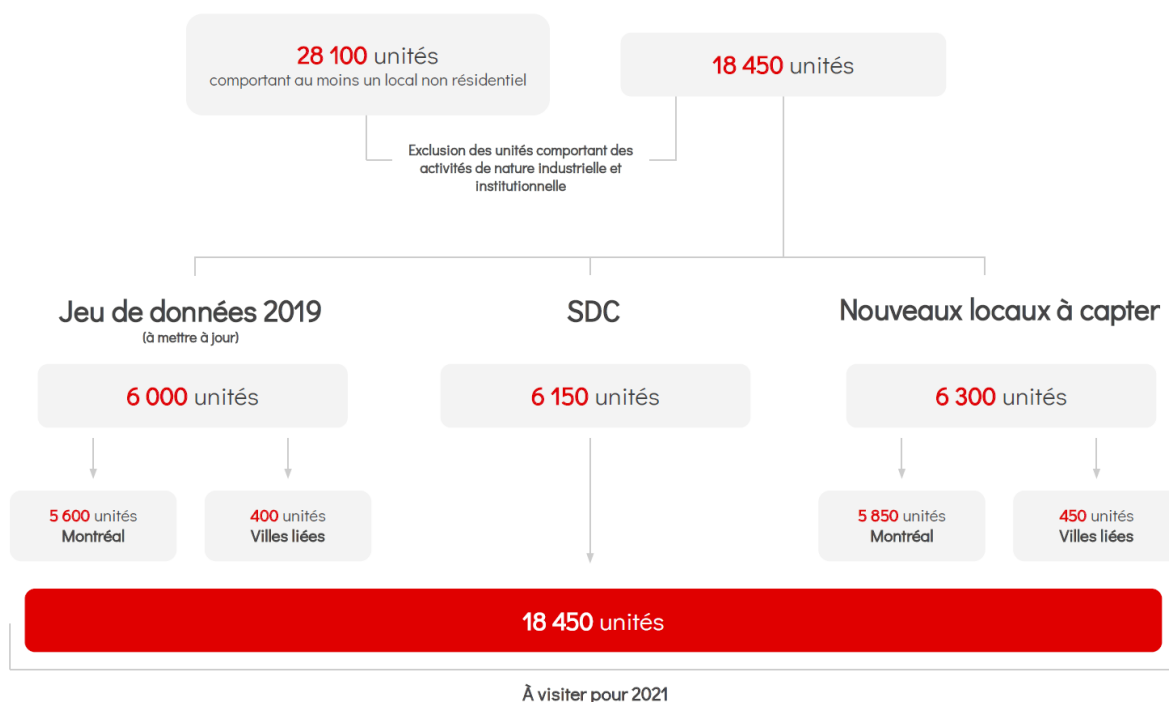 28 100 unités
comportant au moins un local non résidentiel
18 450 unités
Exclusion des unités comportant des
activités de nature industrielle et
institutionnelle
Jeu de données 2019
(à mettre à jour)
SDC
Nouveaux locaux à capter
6 000 unités
6 150 unités
6 300 unités
5 600 unités
Montréal
400 unités
Villes liées
5 850 unités
Montréal
450 unités
Villes liées
18 450 unités
À visiter pour 2021